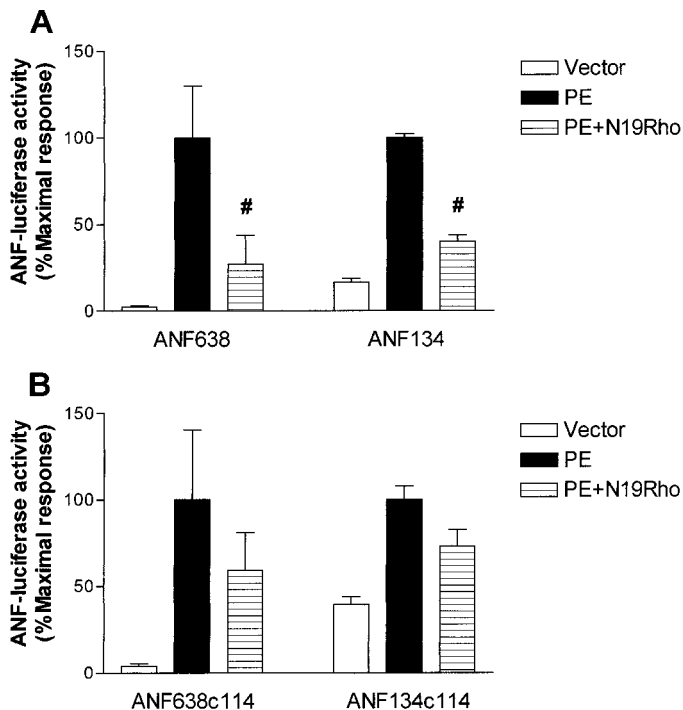 A
ANF-luciferase activity
(%Maximal response)
150
100
50
0
#
#
ANF638
ANF134
Vector
PE
PE+N19Rho
B
ANF-luciferase activity
(%Maximal response)
150
100
50
0
ANF638c114
ANF134c114
Vector
PE
PE+N19Rho